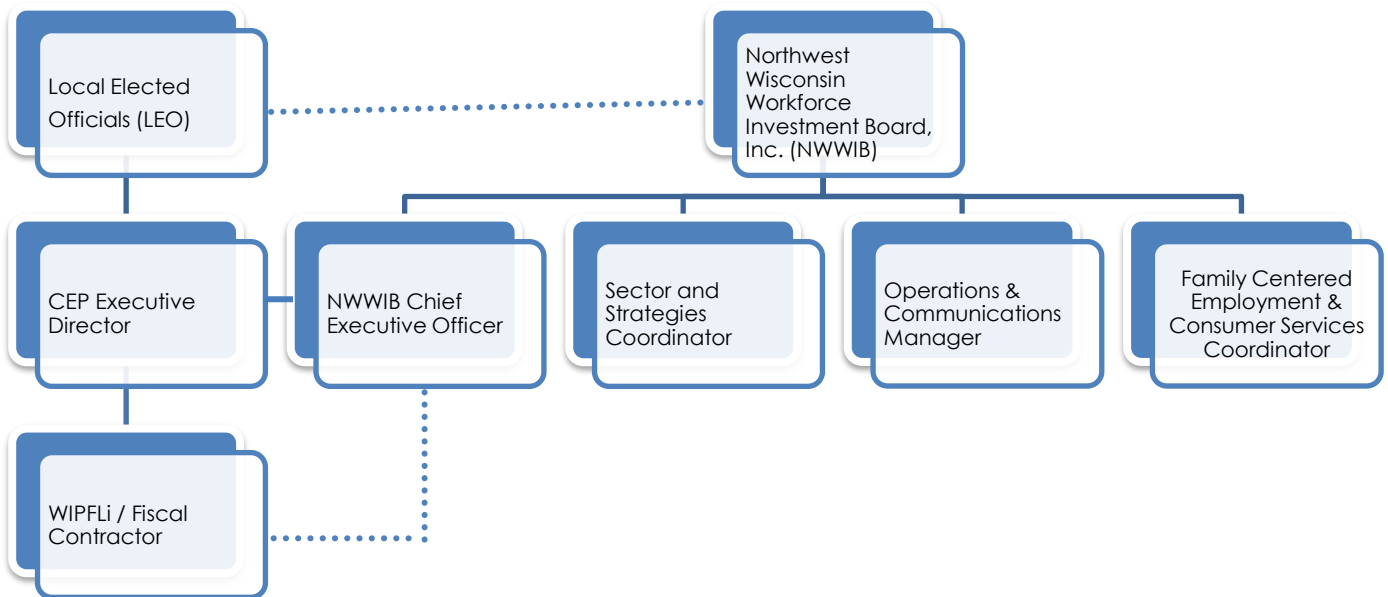 Local Elected
Officials (LEO)
Northwest
Wisconsin
Workforce
Investment Board,
Inc. (NWWIB)
CEP Executive
Director
NWWIB Chief
Executive Officer
Sector and
Strategies
Coordinator
Operations &
Communications
Manager
Family Centered
Employment &
Consumer Services
Coordinator
WIPFLi / Fiscal
Contractor